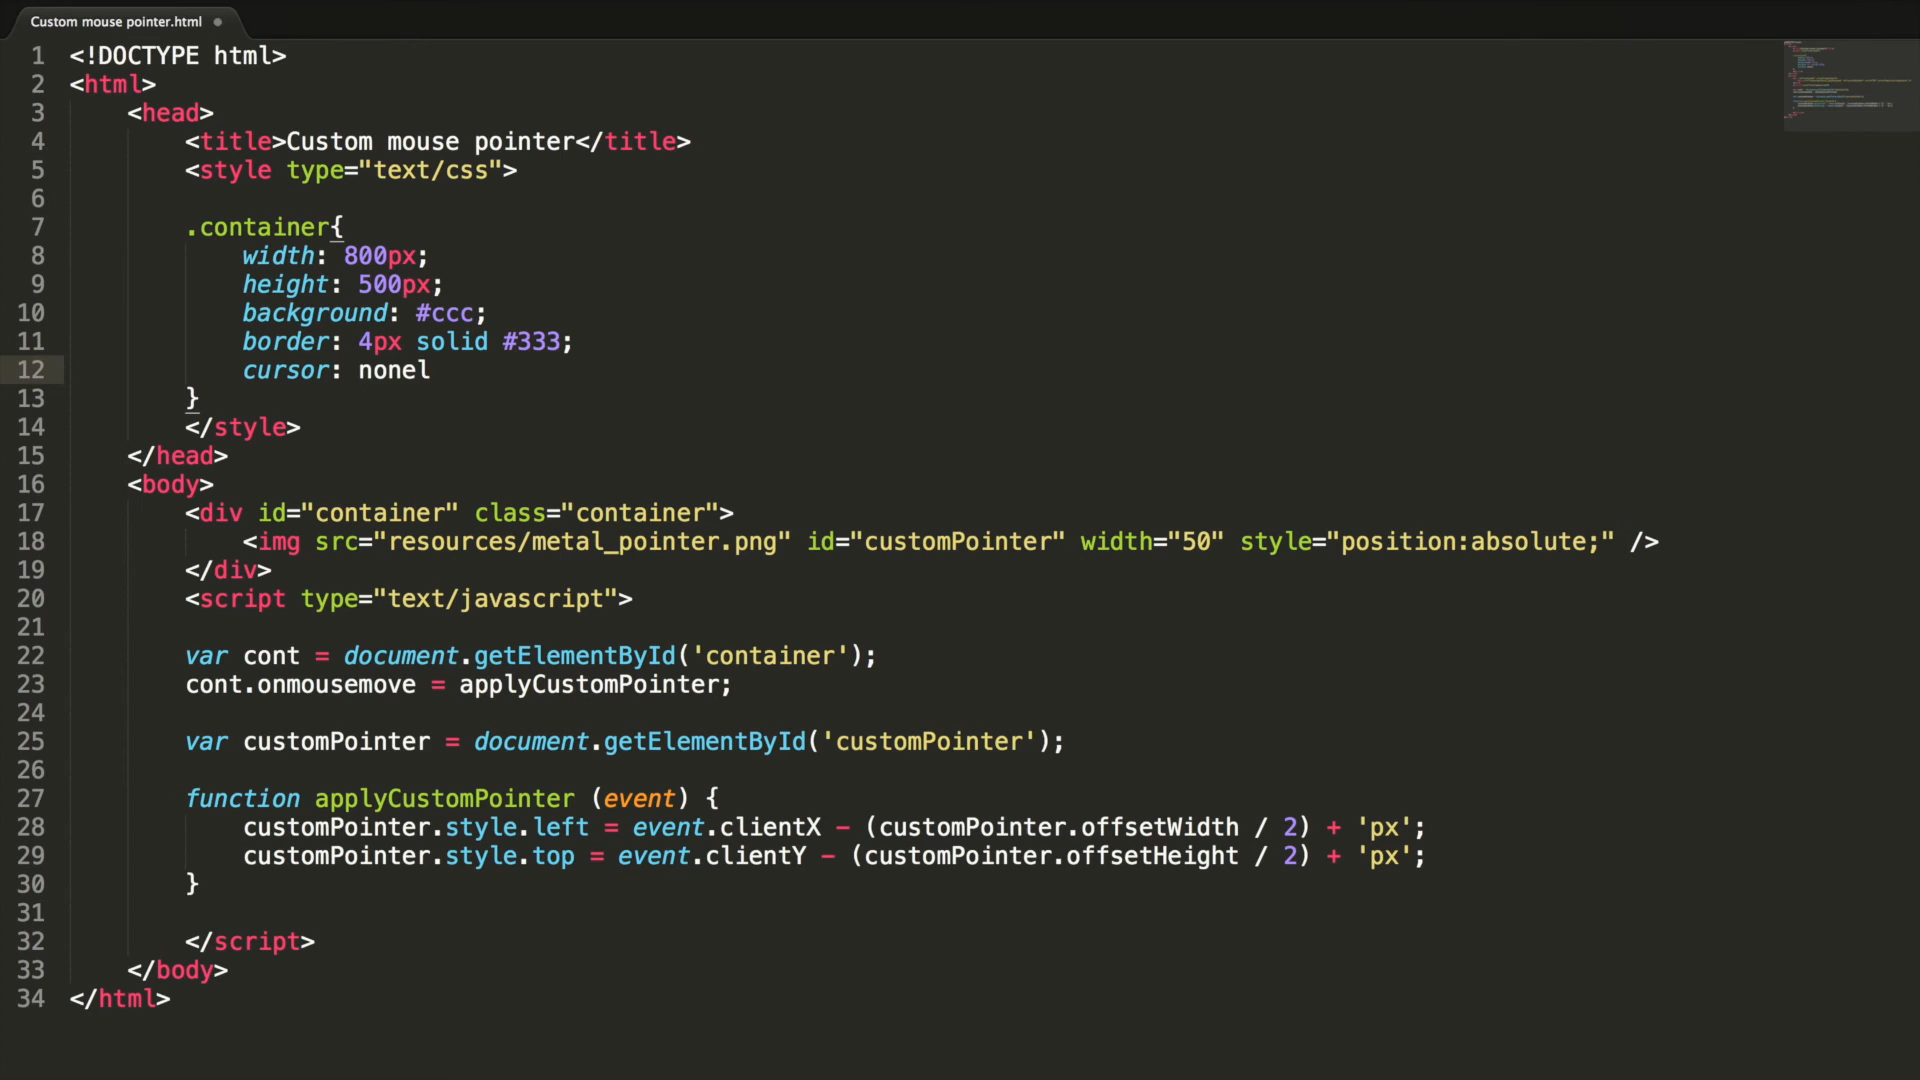 Custom mouse pointer.html
1 <!DOCTYPE html>
2 <html>
3 <head>
4 <title>Custom mouse pointer</title>
5 <style type="text/css">
6
7 .container{
8 width: 800px;
9 height: 500px;
10 background: #ccc;
11 border: 4px solid #333;
12 cursor: nonel
13 }
14 </style>
15 </head>
16 <body>
17 <div id="container" class="container">
18 <img src="resources/metal_pointer.png" id="customPointer" width="50" style="position:absolute;" />
19 </div>
20 <script type="text/javascript">
21
22 var cont = document.getElementById('container');
23 cont.onmousemove = applyCustomPointer;
24
25 var customPointer = document.getElementById('customPointer');
26
27 function applyCustomPointer (event) {
28 customPointer.style.left = event.clientX - (customPointer.offsetWidth / 2) + 'px';
29 customPointer.style.top = event.clientY - (customPointer.offsetHeight / 2) + 'px';
30 }
31
32 </script>
33 </body>
34 </html>